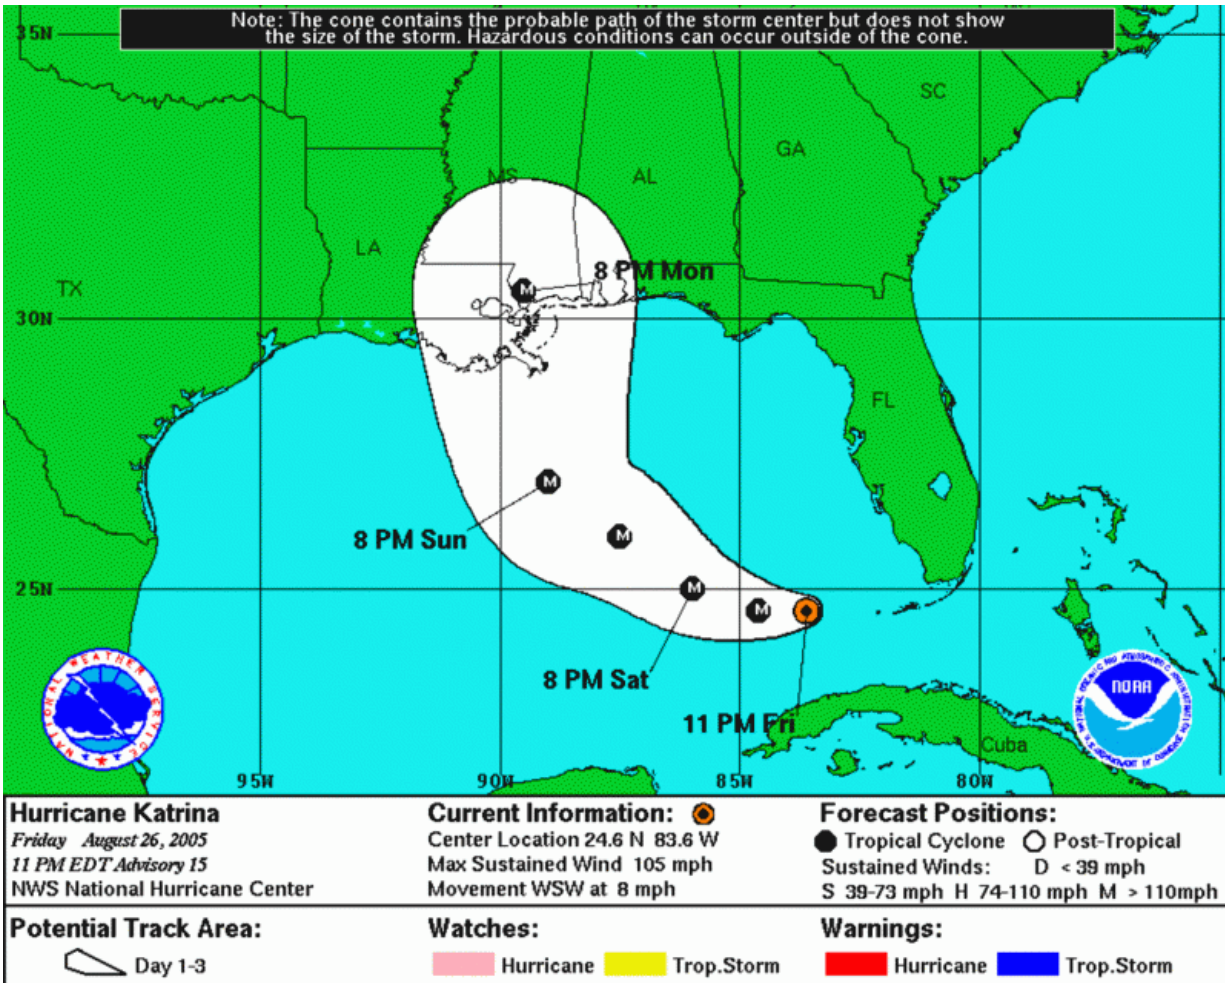 Note: The cone contains the probable path of the storm center but does not show
the size of the storm. Hazardous conditions can occur outside of the cone.
35N
SC
GA
MS
AL
LA
8 PM Mon
TX
M
30N
FL
M
8 PM Sun
M
25N
M
M
8 PM Sat
NATIONAL WEATHER SERVICE
NOAA
11 PM Fri
Cuba
95W
90W
85W
80W
Hurricane Katrina
Friday August 26, 2005
11 PM EDT Advisory 15
NWS National Hurricane Center
Current Information:
Center Location 24.6 N 83.6 W
Max Sustained Wind 105 mph
Movement WSW at 8 mph
Forecast Positions:
Tropical Cyclone Post-Tropical
Sustained Winds: D < 39 mph
S 39-73 mph H 74-110 mph M > 110mph
Potential Track Area:
Day 1-3
Watches:
Hurricane Trop.Storm
Warnings:
Hurricane Trop.Storm